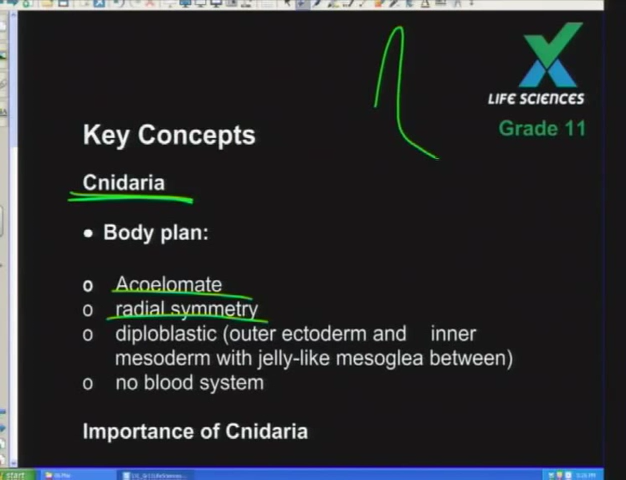 LIFE SCIENCES
Grade 11
Key Concepts
Cnidaria
• Body plan:
o Acoelomate
o radial symmetry
o diploblastic (outer ectoderm and inner
mesoderm with jelly-like mesoglea between)
o no blood system
Importance of Cnidaria
start